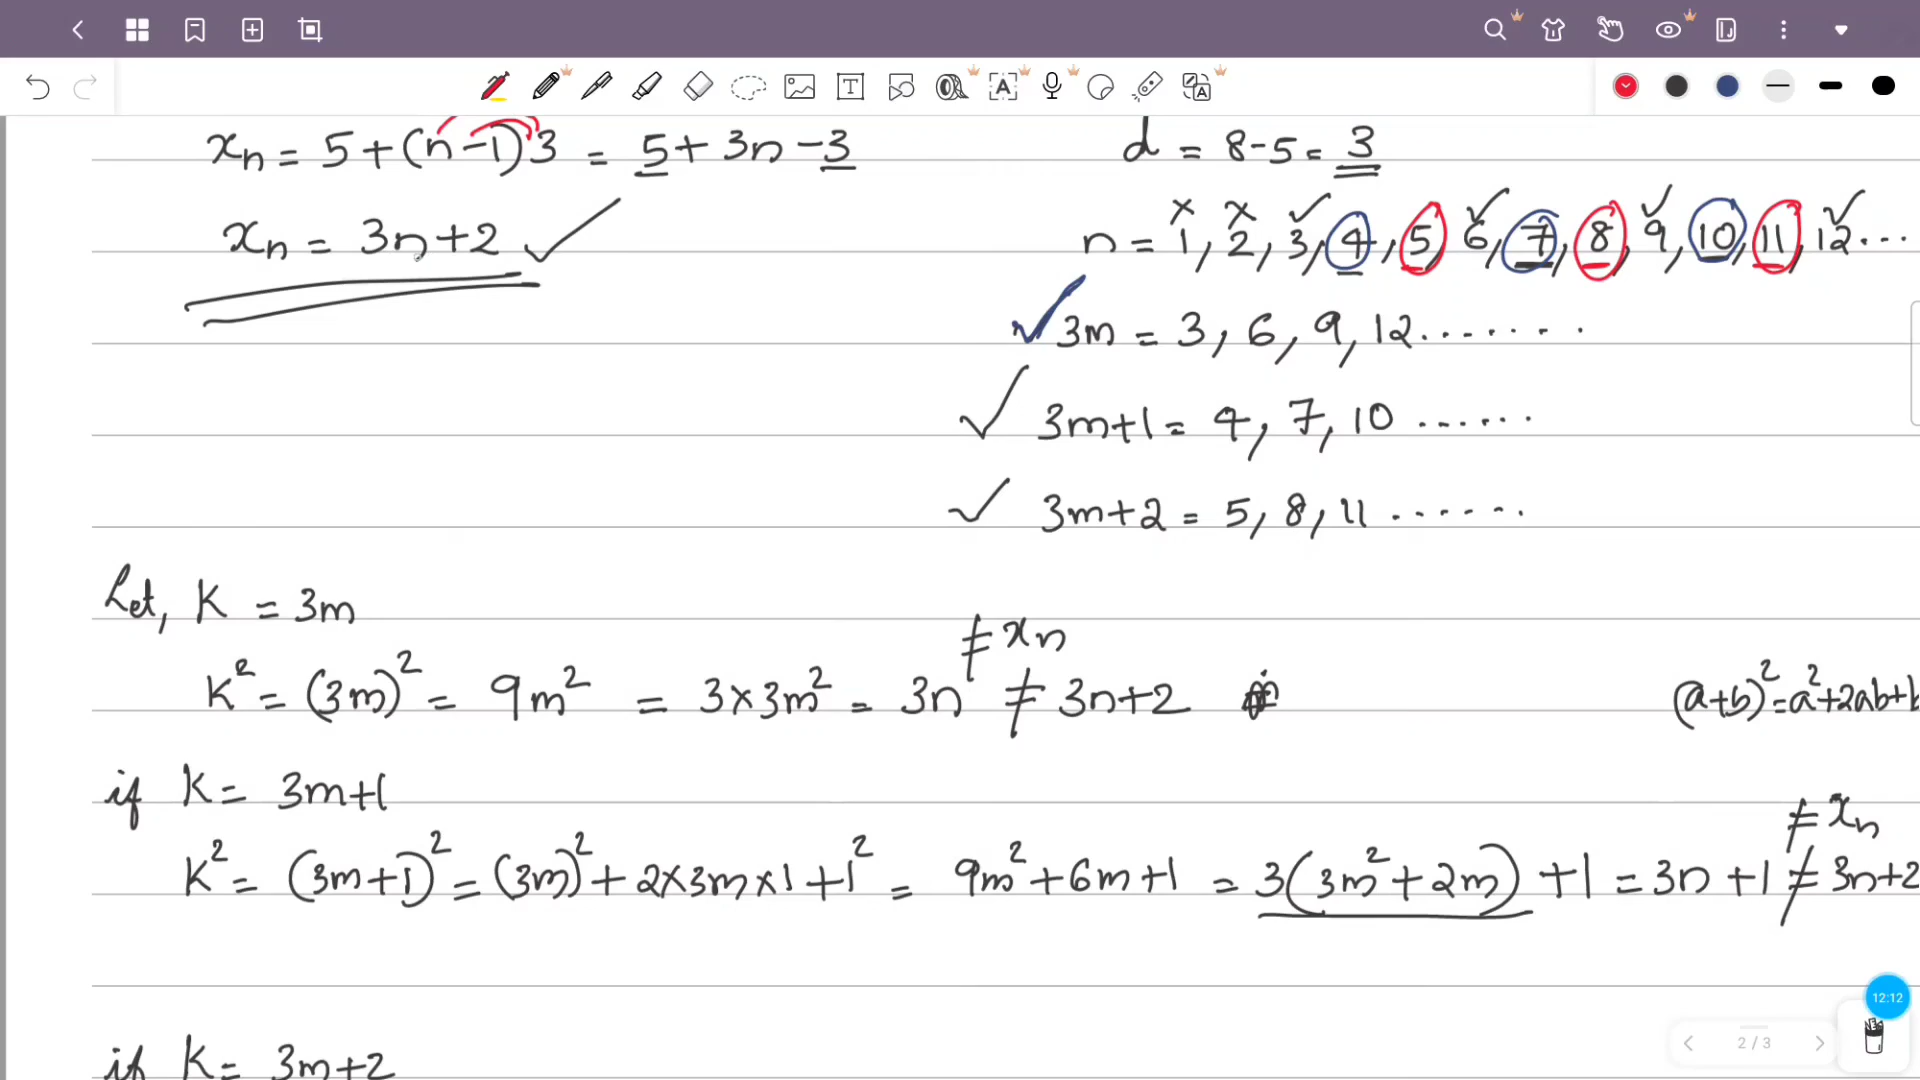 xₙ = 5 + (n-1)3 = 5 + 3n - 3
d = 8-5 = 3
xₙ = 3n+2 ✓
x x ✓ ✓ ✓ ✓
n = 1, 2, 3, 4, 5, 6, 7, 8, 9, 10, 11, 12...
✓ 3m = 3, 6, 9, 12.......
✓ 3m+1 = 4, 7, 10 ......
✓ 3m+2 = 5, 8, 11 ......
Let, K = 3m
≠ xₙ
K² = (3m)² = 9m² = 3×3m² = 3n ≠ 3n+2
(a+b)²=a²+2ab+b
if K = 3m+1
≠ xₙ
K² = (3m+1)² = (3m)² + 2×3m×1 + 1² = 9m²+6m+1 = 3(3m²+2m) + 1 = 3n+1 ≠ 3n+2
if K = 3m+2
12:12
2 / 3